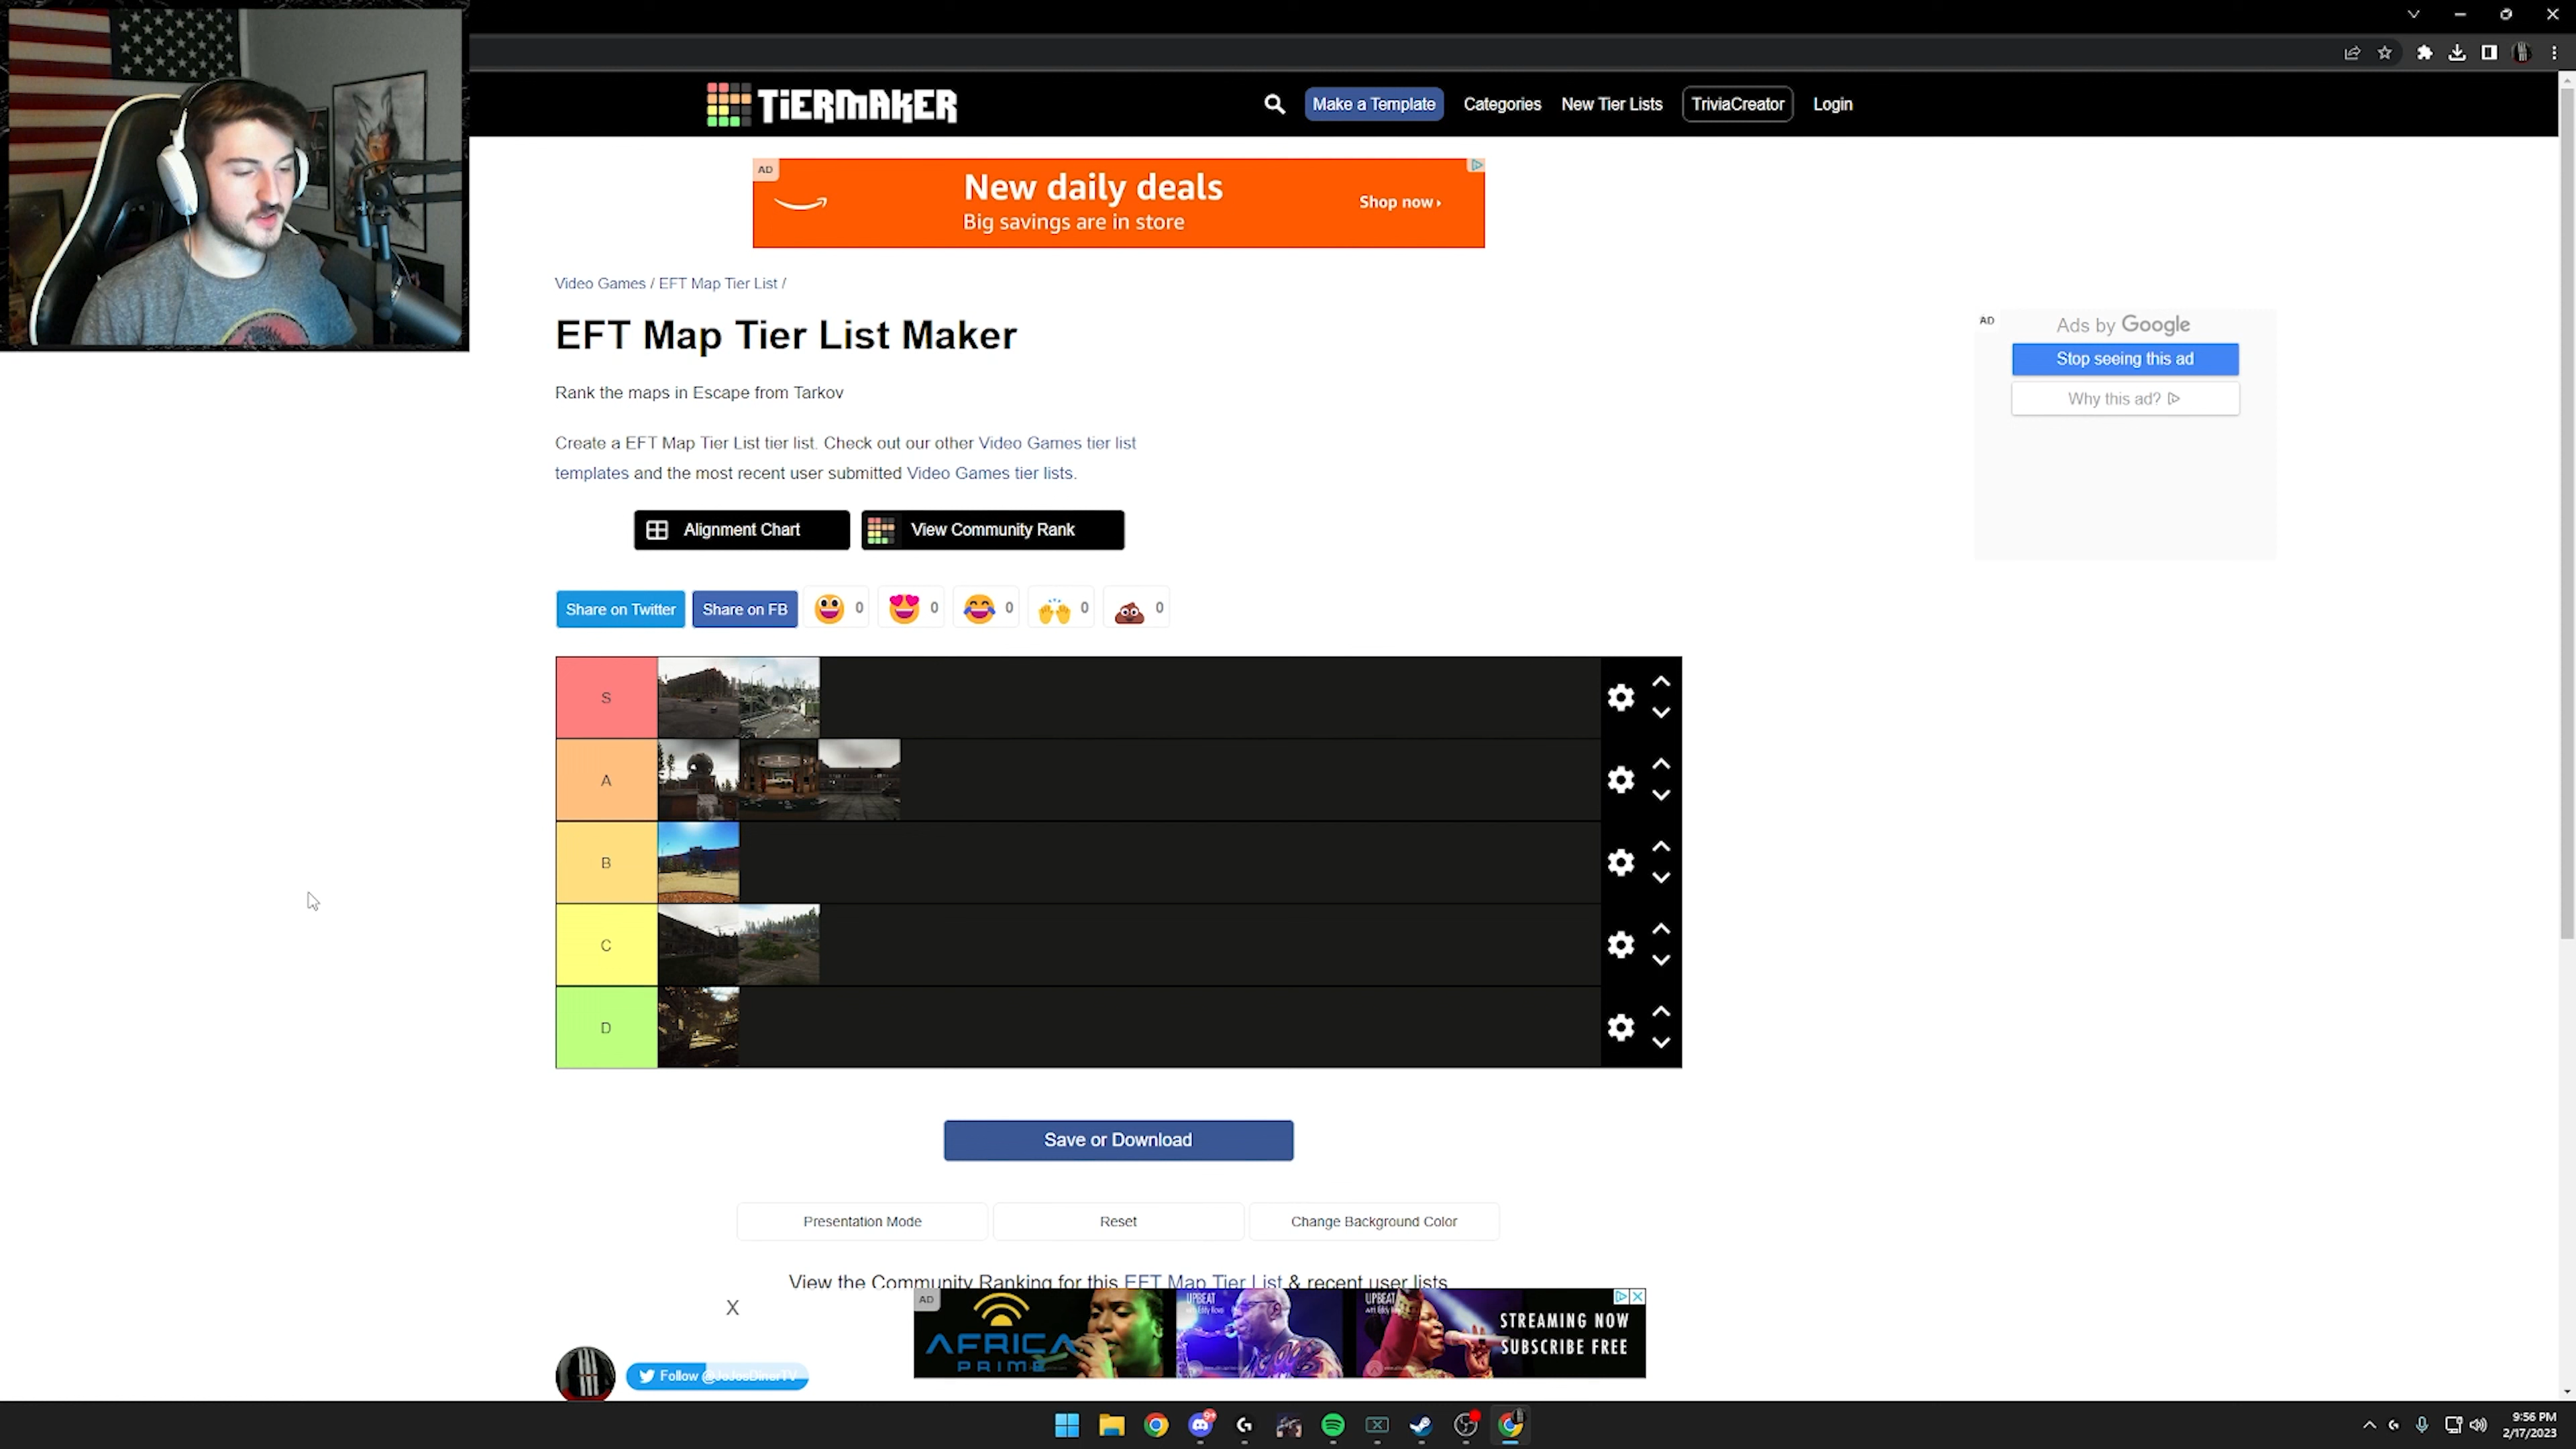 TiERMAKER
Make a Template
Categories
New Tier Lists
TriviaCreator
Login
AD
New daily deals
Big savings are in store
Shop now ›
Video Games / EFT Map Tier List /
EFT Map Tier List Maker
AD
Ads by Google
Stop seeing this ad
Why this ad?
Rank the maps in Escape from Tarkov
Create a EFT Map Tier List tier list. Check out our other Video Games tier list
templates and the most recent user submitted Video Games tier lists.
Alignment Chart
View Community Rank
Share on Twitter
Share on FB
0
0
0
0
0
S
A
B
C
D
Save or Download
Presentation Mode
Reset
Change Background Color
View the Community Ranking for this EFT Map Tier List & recent user lists
X
AD
AFRICA
PRIME
UPBEAT
UPBEAT
STREAMING NOW
SUBSCRIBE FREE
Follow @JoJosDinerTV
9+
9:56 PM
2/17/2023